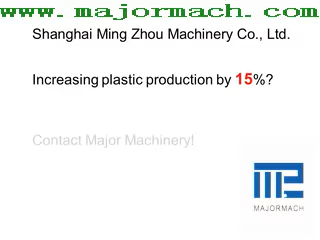 www.majormach.com
Shanghai Ming Zhou Machinery Co., Ltd.
Increasing plastic production by 15%?
Contact Major Machinery!
MAJORMACH